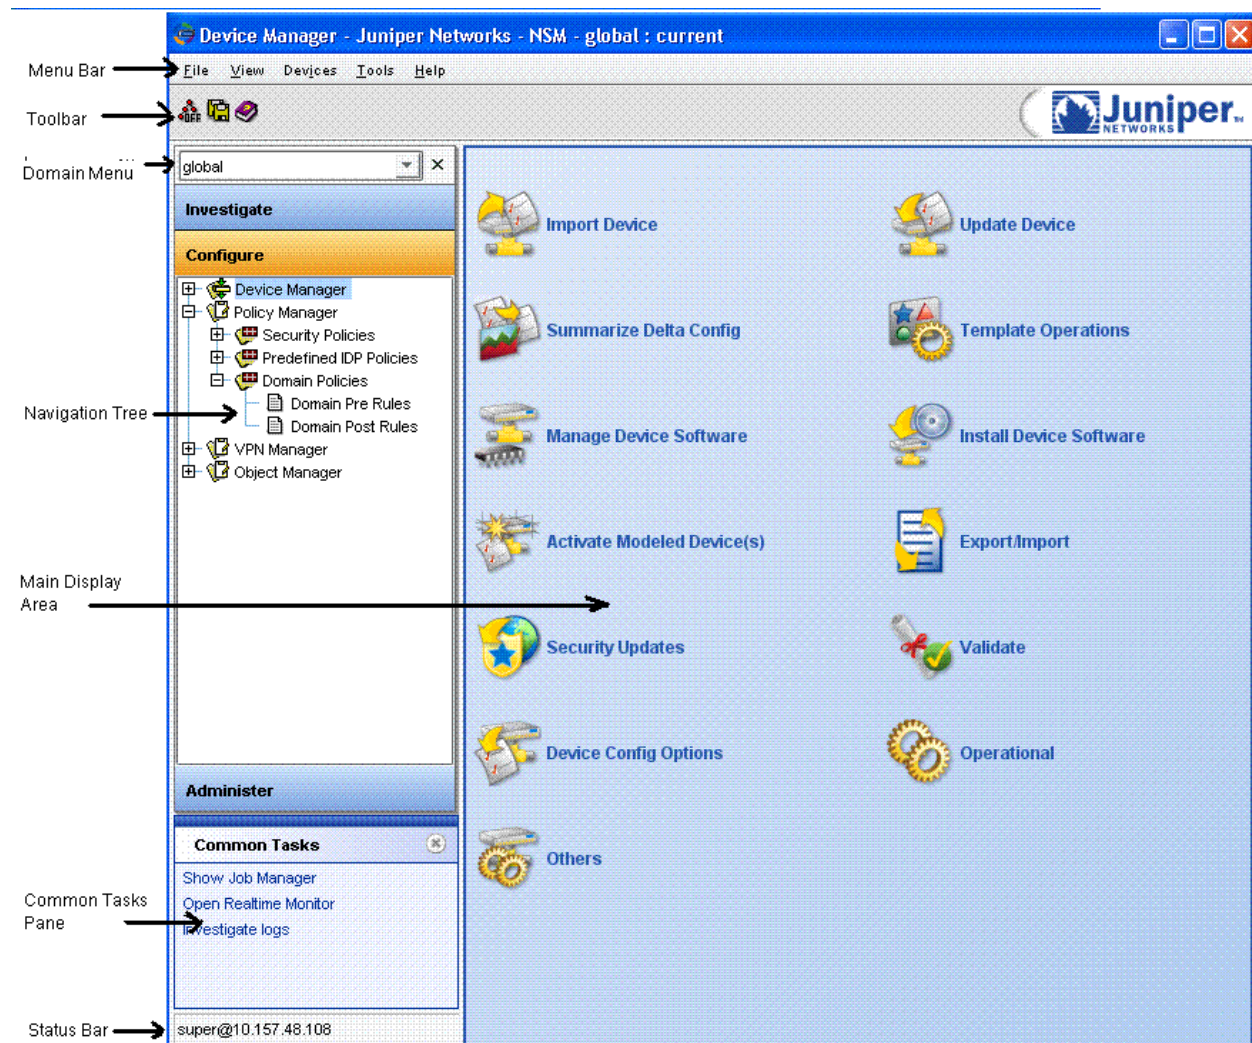 Device Manager - Juniper Networks - NSM - global : current
Menu Bar
File View Devices Tools Help
Toolbar
OFF
Juniper
NETWORKS
TM
Domain Menu
global
Investigate
Configure
Device Manager
Policy Manager
Security Policies
Predefined IDP Policies
Domain Policies
Domain Pre Rules
Domain Post Rules
VPN Manager
Object Manager
Navigation Tree
Main Display
Area
Administer
Common Tasks
Show Job Manager
Open Realtime Monitor
Investigate logs
Common Tasks
Pane
Status Bar
super@10.157.48.108
Import Device
Update Device
Summarize Delta Config
Template Operations
Manage Device Software
Install Device Software
Activate Modeled Device(s)
Export/Import
Security Updates
Validate
Device Config Options
Operational
Others